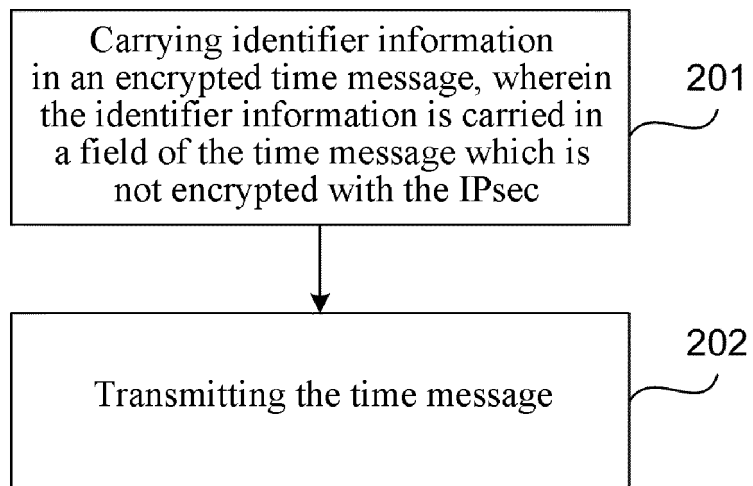 Carrying identifier information
in an encrypted time message, wherein
the identifier information is carried in
a field of the time message which is
not encrypted with the IPsec
201
Transmitting the time message
202